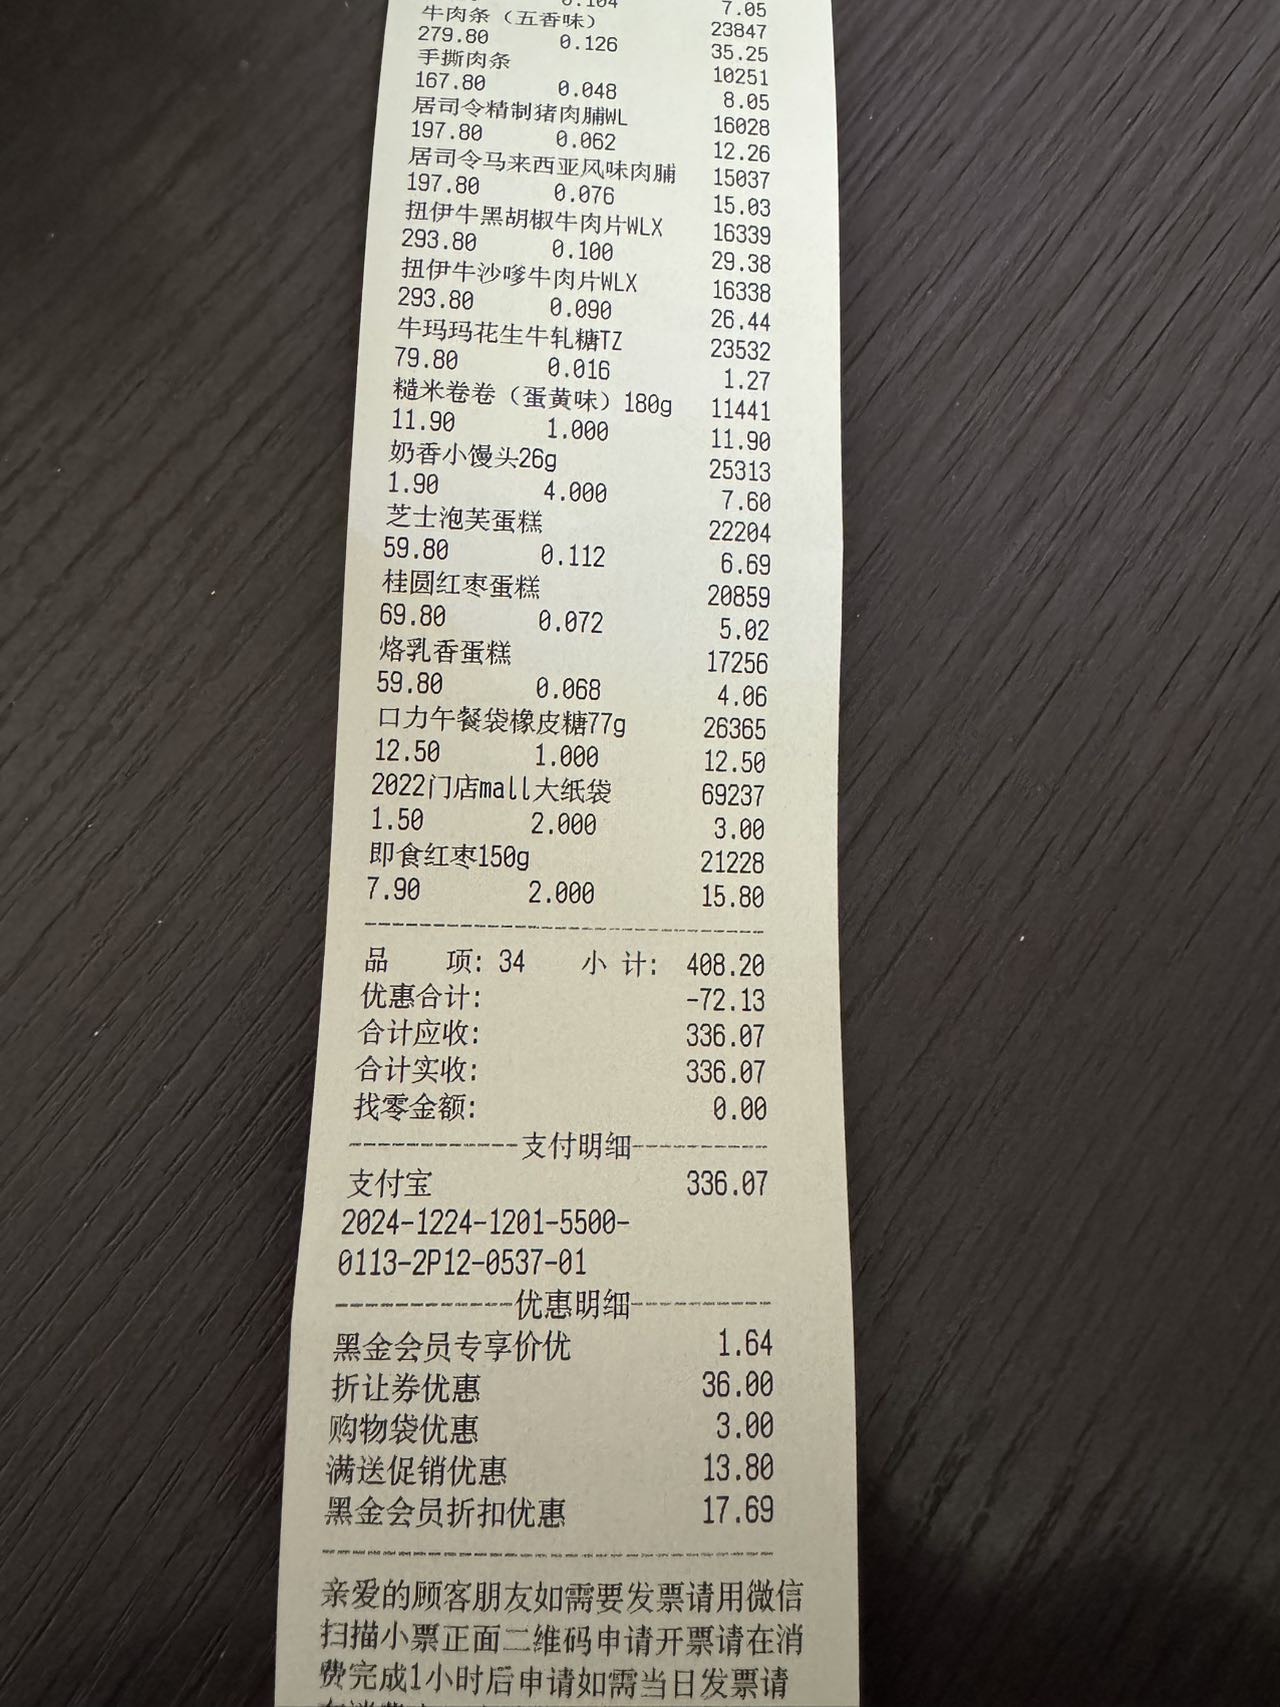 7.05
牛肉条（五香味） 23847
279.80 0.126 35.25
手撕肉条 10251
167.80 0.048 8.05
居司令精制猪肉脯WL 16028
197.80 0.062 12.26
居司令马来西亚风味肉脯 15037
197.80 0.076 15.03
扭伊牛黑胡椒牛肉片WLX 16339
293.80 0.100 29.38
扭伊牛沙嗲牛肉片WLX 16338
293.80 0.090 26.44
牛玛玛花生牛轧糖TZ 23532
79.80 0.016 1.27
糙米卷卷（蛋黄味）180g 11441
11.90 1.000 11.90
奶香小馒头26g 25313
1.90 4.000 7.60
芝士泡芙蛋糕 22204
59.80 0.112 6.69
桂圆红枣蛋糕 20859
69.80 0.072 5.02
烙乳香蛋糕 17256
59.80 0.068 4.06
口力午餐袋橡皮糖77g 26365
12.50 1.000 12.50
2022门店mall大纸袋 69237
1.50 2.000 3.00
即食红枣150g 21228
7.90 2.000 15.80
品 项: 34 小 计: 408.20
优惠合计: -72.13
合计应收: 336.07
合计实收: 336.07
找零金额: 0.00
支付明细
支付宝 336.07
2024-1224-1201-5500-
0113-2P12-0537-01
优惠明细
黑金会员专享价优 1.64
折让券优惠 36.00
购物袋优惠 3.00
满送促销优惠 13.80
黑金会员折扣优惠 17.69
亲爱的顾客朋友如需要发票请用微信
扫描小票正面二维码申请开票请在消
费完成1小时后申请如需当日发票请